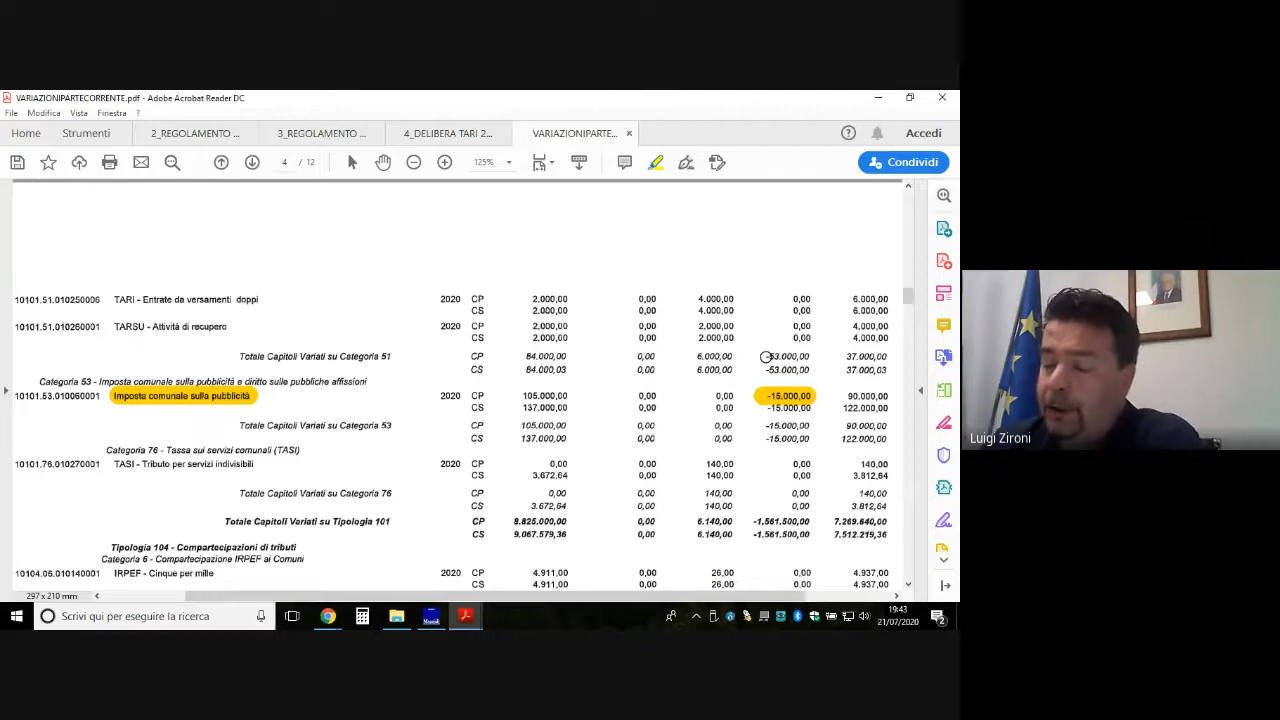 VARIAZIONIPARTECORRENTE.pdf - Adobe Acrobat Reader DC
File Modifica Vista Finestra ?
Home Strumenti 2_REGOLAMENTO ... 3_REGOLAMENTO ... 4_DELIBERA TARI 2... VARIAZIONIPARTE... × Accedi
4 / 12 125% Condividi
10101.51.010250006 TARI - Entrate da versamenti doppi 2020 CP 2.000,00 0,00 4.000,00 0,00 6.000,00
CS 2.000,00 0,00 4.000,00 0,00 6.000,00
10101.51.010260001 TARSU - Attività di recupero 2020 CP 2.000,00 0,00 2.000,00 0,00 4.000,00
CS 2.000,00 0,00 2.000,00 0,00 4.000,00
Totale Capitoli Variati su Categoria 51 CP 84.000,00 0,00 6.000,00 -53.000,00 37.000,00
CS 84.000,03 0,00 6.000,00 -53.000,00 37.000,03
Categoria 53 - Imposta comunale sulla pubblicità e diritto sulle pubbliche affissioni
10101.53.010060001 Imposta comunale sulla pubblicità 2020 CP 105.000,00 0,00 0,00 -15.000,00 90.000,00
CS 137.000,00 0,00 0,00 -15.000,00 122.000,00
Totale Capitoli Variati su Categoria 53 CP 105.000,00 0,00 0,00 -15.000,00 90.000,00
CS 137.000,00 0,00 0,00 -15.000,00 122.000,00
Categoria 76 - Tassa sui servizi comunali (TASI)
10101.76.010270001 TASI - Tributo per servizi indivisibili 2020 CP 0,00 0,00 140,00 0,00 140,00
CS 3.672,64 0,00 140,00 0,00 3.812,64
Totale Capitoli Variati su Categoria 76 CP 0,00 0,00 140,00 0,00 140,00
CS 3.672,64 0,00 140,00 0,00 3.812,64
Totale Capitoli Variati su Tipologia 101 CP 8.825.000,00 0,00 6.140,00 -1.561.500,00 7.269.640,00
CS 9.067.579,36 0,00 6.140,00 -1.561.500,00 7.512.219,36
Tipologia 104 - Compartecipazioni di tributi
Categoria 6 - Compartecipazione IRPEF ai Comuni
10104.06.010140001 IRPEF - Cinque per mille 2020 CP 4.911,00 0,00 26,00 0,00 4.937,00
CS 4.911,00 0,00 26,00 0,00 4.937,00
297 x 210 mm
Scrivi qui per eseguire la ricerca
19:43
21/07/2020
2
Luigi Zironi